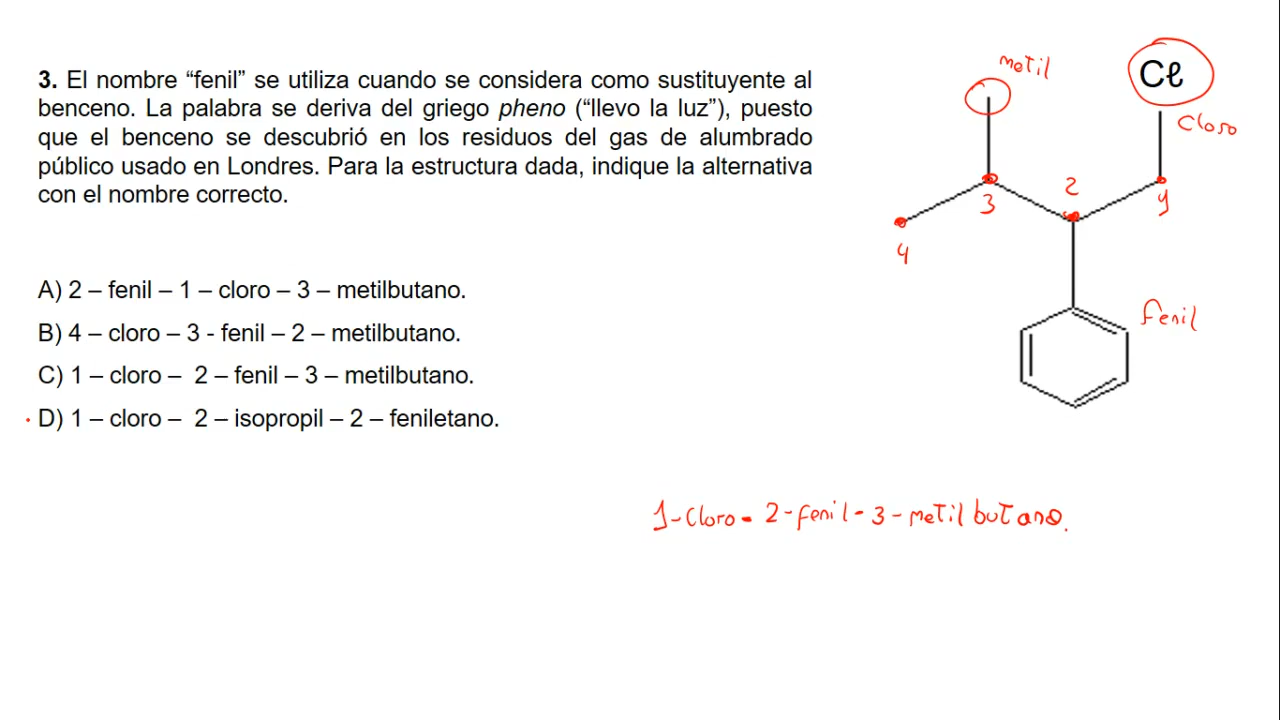 3. El nombre “fenil” se utiliza cuando se considera como sustituyente al
benceno. La palabra se deriva del griego pheno (“llevo la luz”), puesto
que el benceno se descubrió en los residuos del gas de alumbrado
público usado en Londres. Para la estructura dada, indique la alternativa
con el nombre correcto.
A) 2 – fenil – 1 – cloro – 3 – metilbutano.
B) 4 – cloro – 3 - fenil – 2 – metilbutano.
C) 1 – cloro – 2 – fenil – 3 – metilbutano.
D) 1 – cloro – 2 – isopropil – 2 – feniletano.
metil
Cℓ
cloro
2
3
1
4
fenil
1-cloro-2-fenil-3-metilbutano.